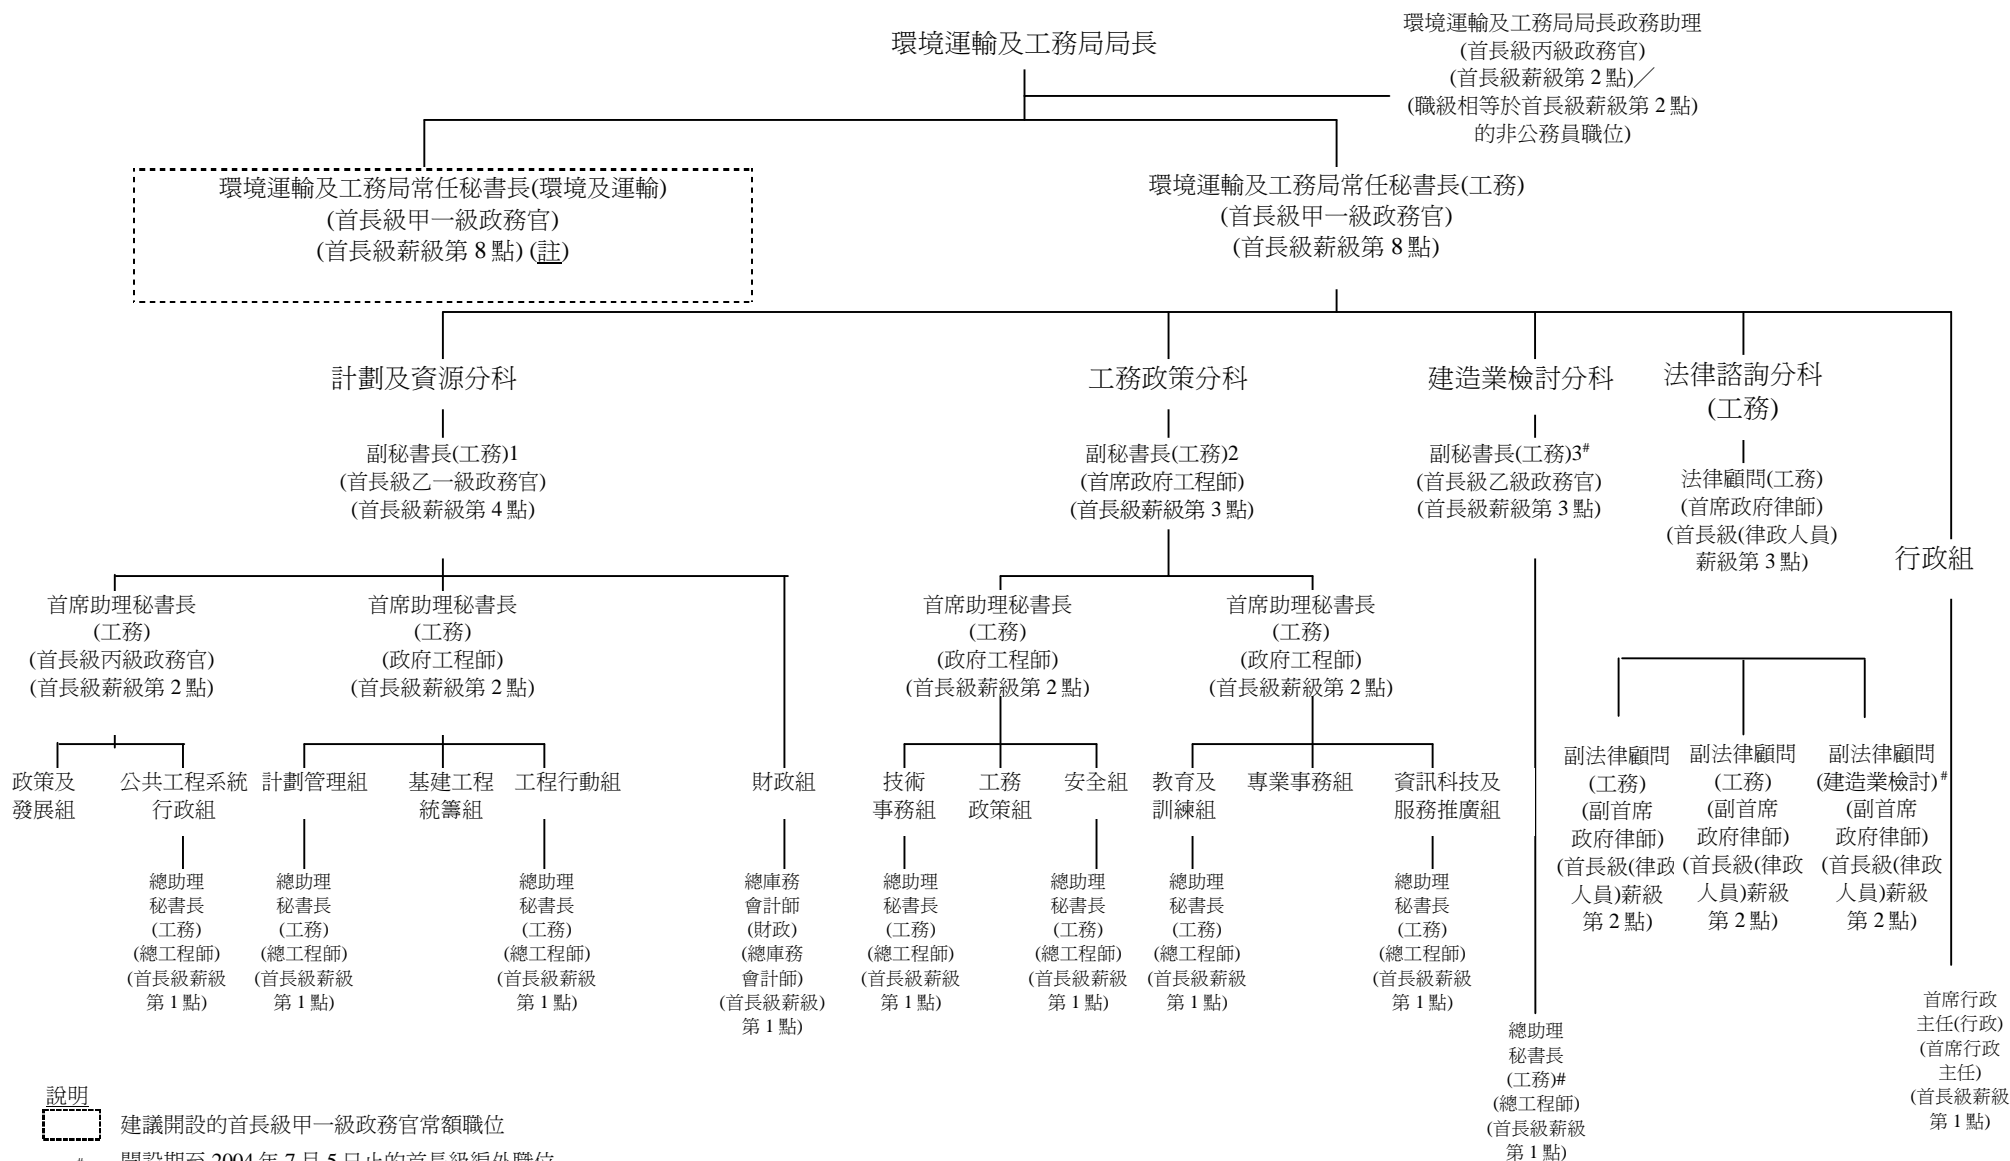 環境運輸及工務局局長
環境運輸及工務局局長政務助理
(首長級丙級政務官)
(首長級薪級第 2 點)／
(職級相等於首長級薪級第 2 點)
的非公務員職位)
環境運輸及工務局常任秘書長(環境及運輸)
(首長級甲一級政務官)
(首長級薪級第 8 點) (註)
環境運輸及工務局常任秘書長(工務)
(首長級甲一級政務官)
(首長級薪級第 8 點)
計劃及資源分科
副秘書長(工務)1
(首長級乙一級政務官)
(首長級薪級第 4 點)
工務政策分科
副秘書長(工務)2
(首席政府工程師)
(首長級薪級第 3 點)
建造業檢討分科
副秘書長(工務)3#
(首長級乙級政務官)
(首長級薪級第 3 點)
法律諮詢分科
(工務)
法律顧問(工務)
(首席政府律師)
(首長級(律政人員)
薪級第 3 點)
行政組
首席助理秘書長
(工務)
(首長級丙級政務官)
(首長級薪級第 2 點)
首席助理秘書長
(工務)
(政府工程師)
(首長級薪級第 2 點)
首席助理秘書長
(工務)
(政府工程師)
(首長級薪級第 2 點)
首席助理秘書長
(工務)
(政府工程師)
(首長級薪級第 2 點)
政策及
發展組
公共工程系統
行政組
計劃管理組
基建工程
統籌組
工程行動組
財政組
技術
事務組
工務
政策組
安全組
教育及
訓練組
專業事務組
資訊科技及
服務推廣組
副法律顧問
(工務)
(副首席
政府律師)
(首長級(律政
人員)薪級
第 2 點)
副法律顧問
(工務)
(副首席
政府律師)
(首長級(律政
人員)薪級
第 2 點)
副法律顧問
(建造業檢討)#
(副首席
政府律師)
(首長級(律政
人員)薪級
第 2 點)
總助理
秘書長
(工務)
(總工程師)
(首長級薪級
第 1 點)
總助理
秘書長
(工務)
(總工程師)
(首長級薪級
第 1 點)
總助理
秘書長
(工務)
(總工程師)
(首長級薪級
第 1 點)
總庫務
會計師
(財政)
(總庫務
會計師)
(首長級薪級)
第 1 點)
總助理
秘書長
(工務)
(總工程師)
(首長級薪級
第 1 點)
總助理
秘書長
(工務)
(總工程師)
(首長級薪級
第 1 點)
總助理
秘書長
(工務)
(總工程師)
(首長級薪級
第 1 點)
總助理
秘書長
(工務)
(總工程師)
(首長級薪級
第 1 點)
總助理
秘書長
(工務)#
(總工程師)
(首長級薪級
第 1 點)
首席行政
主任(行政)
(首席行政
主任)
(首長級薪級
第 1 點)
說明
建議開設的首長級甲一級政務官常額職位
# 開設期至 2004 年 7 月 5 日止的首長級編外職位